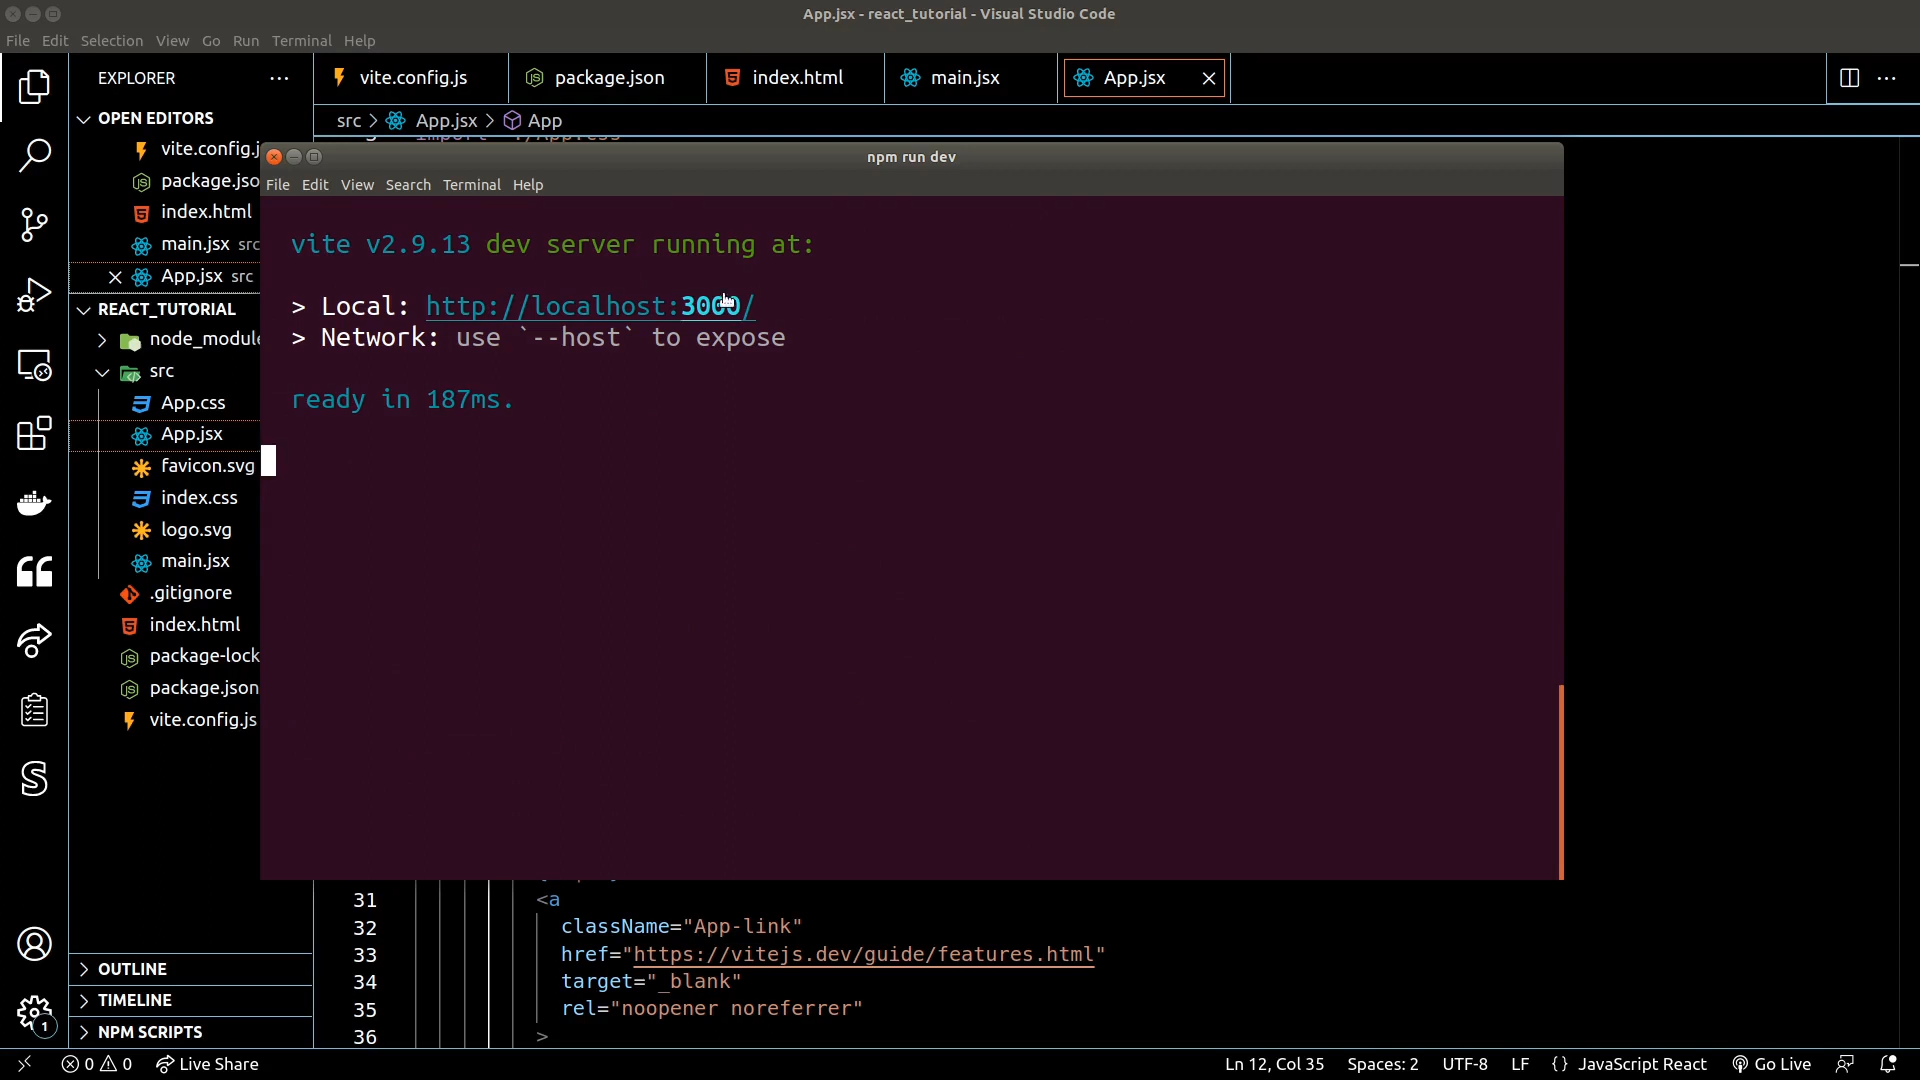 App.jsx - react_tutorial - Visual Studio Code
File Edit Selection View Go Run Terminal Help
EXPLORER
vite.config.js package.json index.html main.jsx App.jsx
OPEN EDITORS
src > App.jsx > App
vite.config.j
package.jso
index.html
main.jsx src
App.jsx src
REACT_TUTORIAL
node_module
src
App.css
App.jsx
favicon.svg
index.css
logo.svg
main.jsx
.gitignore
index.html
package-lock
package.json
vite.config.js
OUTLINE
TIMELINE
NPM SCRIPTS
npm run dev
File Edit View Search Terminal Help
vite v2.9.13 dev server running at:
> Local: http://localhost:3000/
> Network: use `--host` to expose
ready in 187ms.
31 <a
32 className="App-link"
33 href="https://vitejs.dev/guide/features.html"
34 target="_blank"
35 rel="noopener noreferrer"
36 >
1
0 0 Live Share Ln 12, Col 35 Spaces: 2 UTF-8 LF {} JavaScript React Go Live